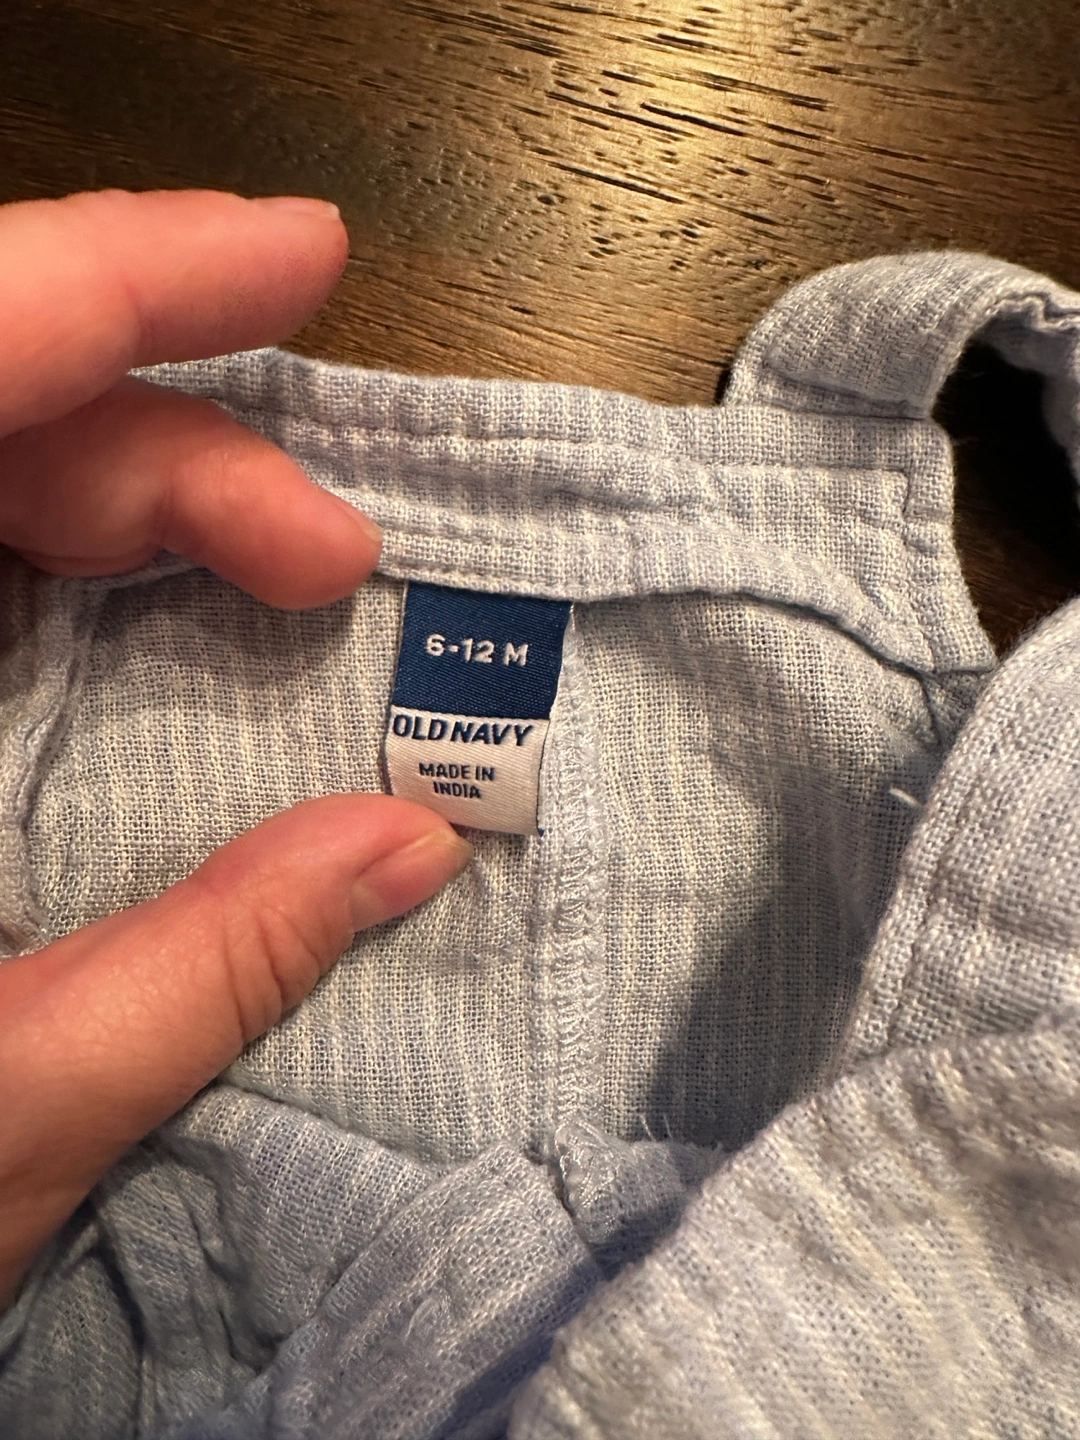 6-12 M
OLD NAVY
MADE IN
INDIA